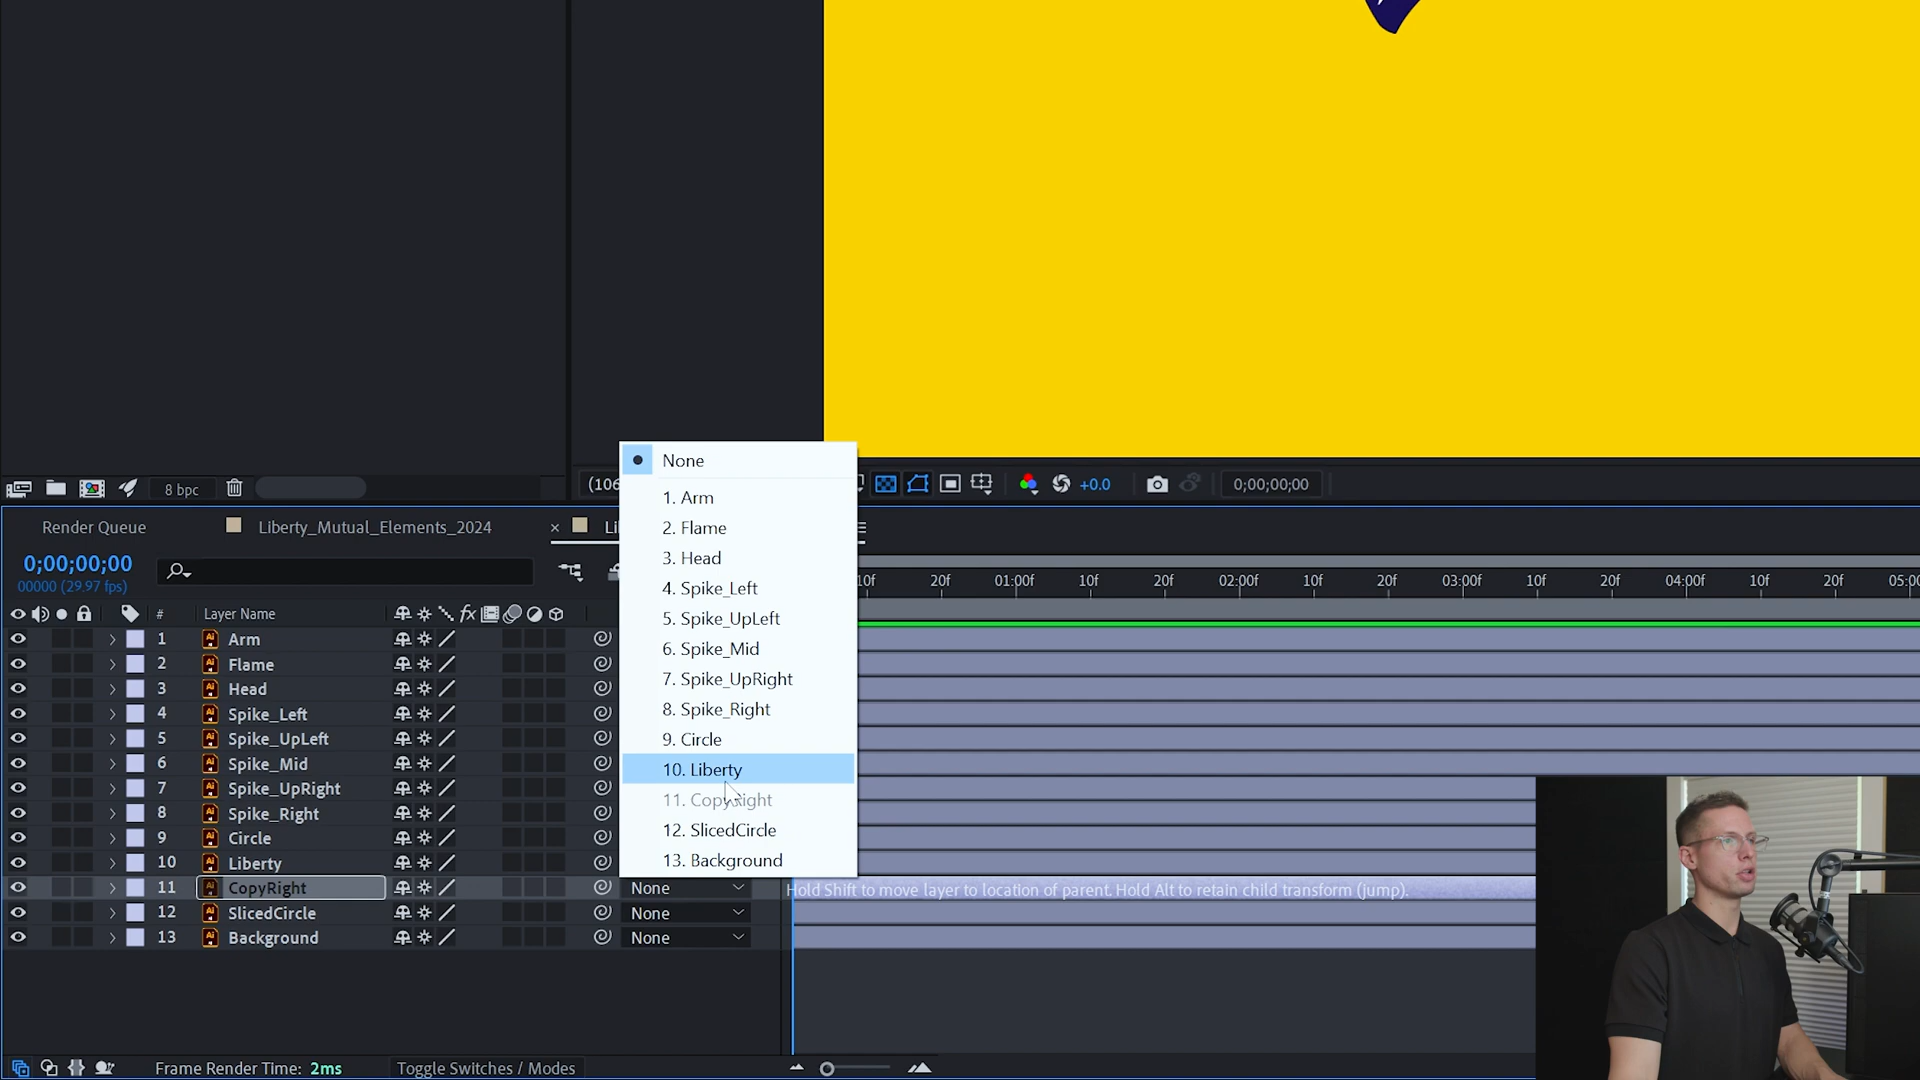 None
8 bpc
(106
+0.0
0;00;00;00
1. Arm
2. Flame
3. Head
4. Spike_Left
5. Spike_UpLeft
6. Spike_Mid
7. Spike_UpRight
8. Spike_Right
9. Circle
10. Liberty
11. CopyRight
12. SlicedCircle
13. Background
Render Queue
Liberty_Mutual_Elements_2024
× Li
0;00;00;00
00000 (29.97 fps)
10f 20f 01:00f 10f 20f 02:00f 10f 20f 03:00f 10f 20f 04:00f 10f 20f 05:00
# Layer Name fx
1 Arm
2 Flame
3 Head
4 Spike_Left
5 Spike_UpLeft
6 Spike_Mid
7 Spike_UpRight
8 Spike_Right
9 Circle
10 Liberty
11 CopyRight None Hold Shift to move layer to location of parent. Hold Alt to retain child transform (jump).
12 SlicedCircle None
13 Background None
Frame Render Time: 2ms Toggle Switches / Modes